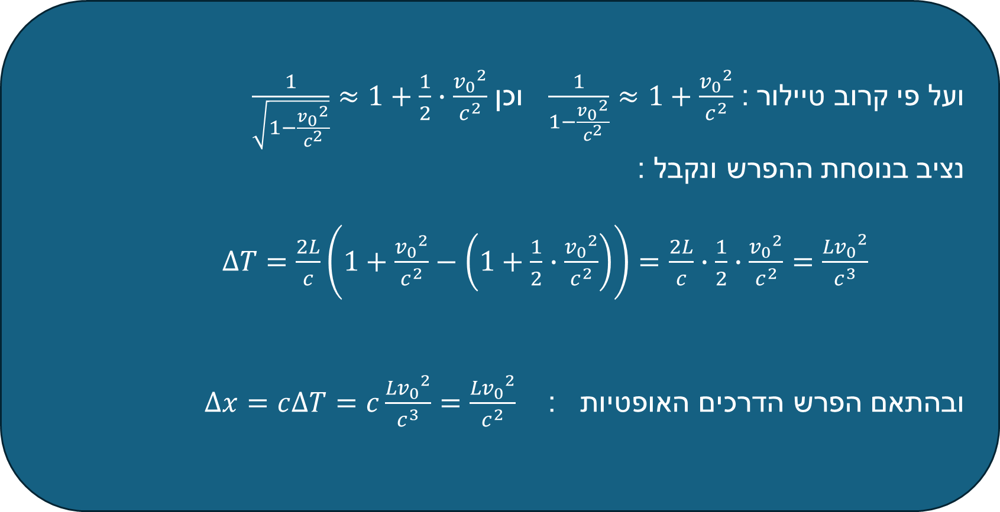 ועל פי קרוב טיילור : $\frac{1}{1-\frac{{v_0}^2}{c^2}} \approx 1 + \frac{{v_0}^2}{c^2}$ וכן $\frac{1}{\sqrt{1-\frac{{v_0}^2}{c^2}}} \approx 1 + \frac{1}{2} \cdot \frac{{v_0}^2}{c^2}$
נציב בנוסחת ההפרש ונקבל :
$\Delta T = \frac{2L}{c}\left(1 + \frac{{v_0}^2}{c^2} - \left(1 + \frac{1}{2} \cdot \frac{{v_0}^2}{c^2}\right)\right) = \frac{2L}{c} \cdot \frac{1}{2} \cdot \frac{{v_0}^2}{c^2} = \frac{L{v_0}^2}{c^3}$
ובהתאם הפרש הדרכים האופטיות : $\Delta x = c\Delta T = c\frac{L{v_0}^2}{c^3} = \frac{L{v_0}^2}{c^2}$